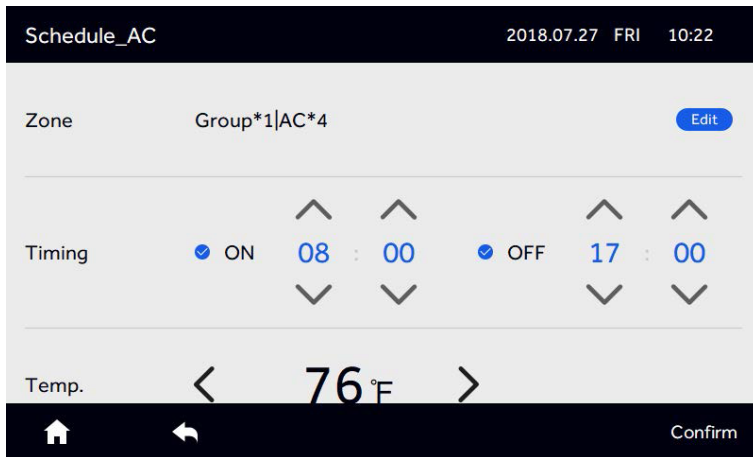 Schedule_AC 2018.07.27 FRI 10:22
Zone Group*1|AC*4 Edit
Timing ON 08 : 00 OFF 17 : 00
Temp. 76 °F
Confirm